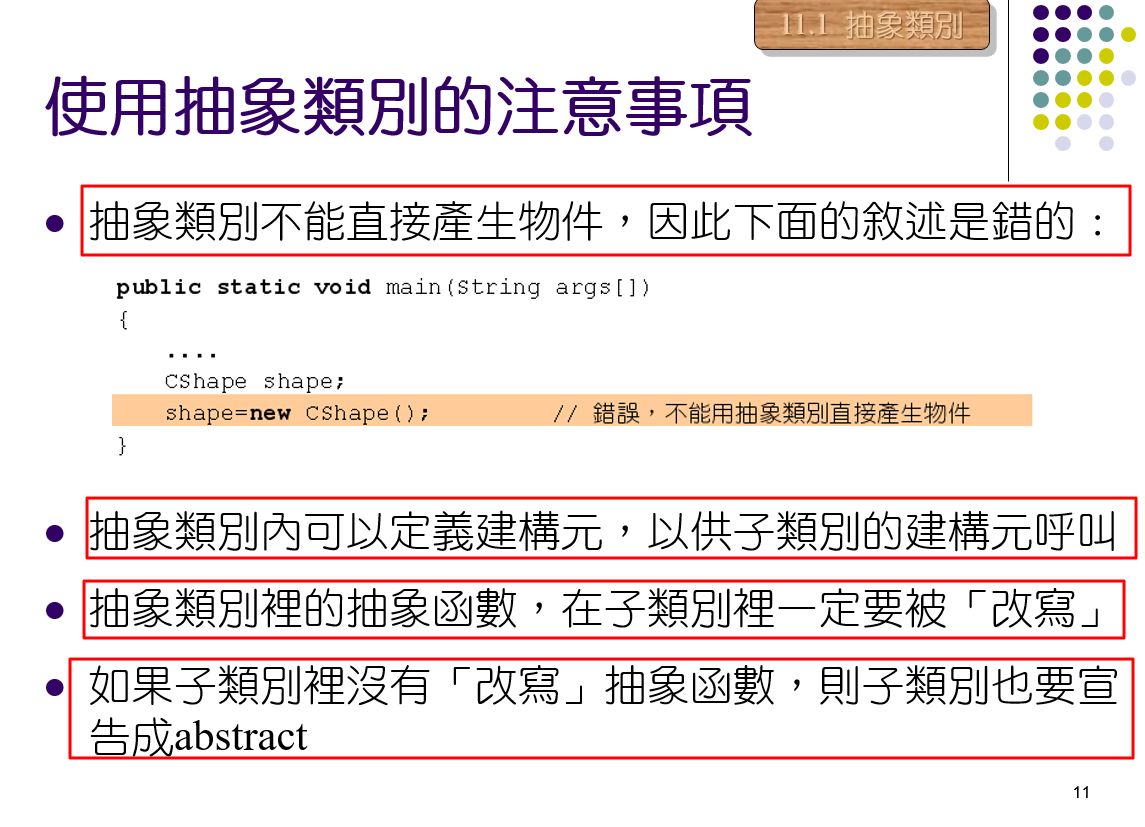 11.1 抽象類別
使用抽象類別的注意事項
抽象類別不能直接產生物件，因此下面的敘述是錯的：
public static void main(String args[])
{
....
CShape shape;
shape=new CShape(); // 錯誤，不能用抽象類別直接產生物件
}
抽象類別內可以定義建構元，以供子類別的建構元呼叫
抽象類別裡的抽象函數，在子類別裡一定要被「改寫」
如果子類別裡沒有「改寫」抽象函數，則子類別也要宣
告成abstract
11